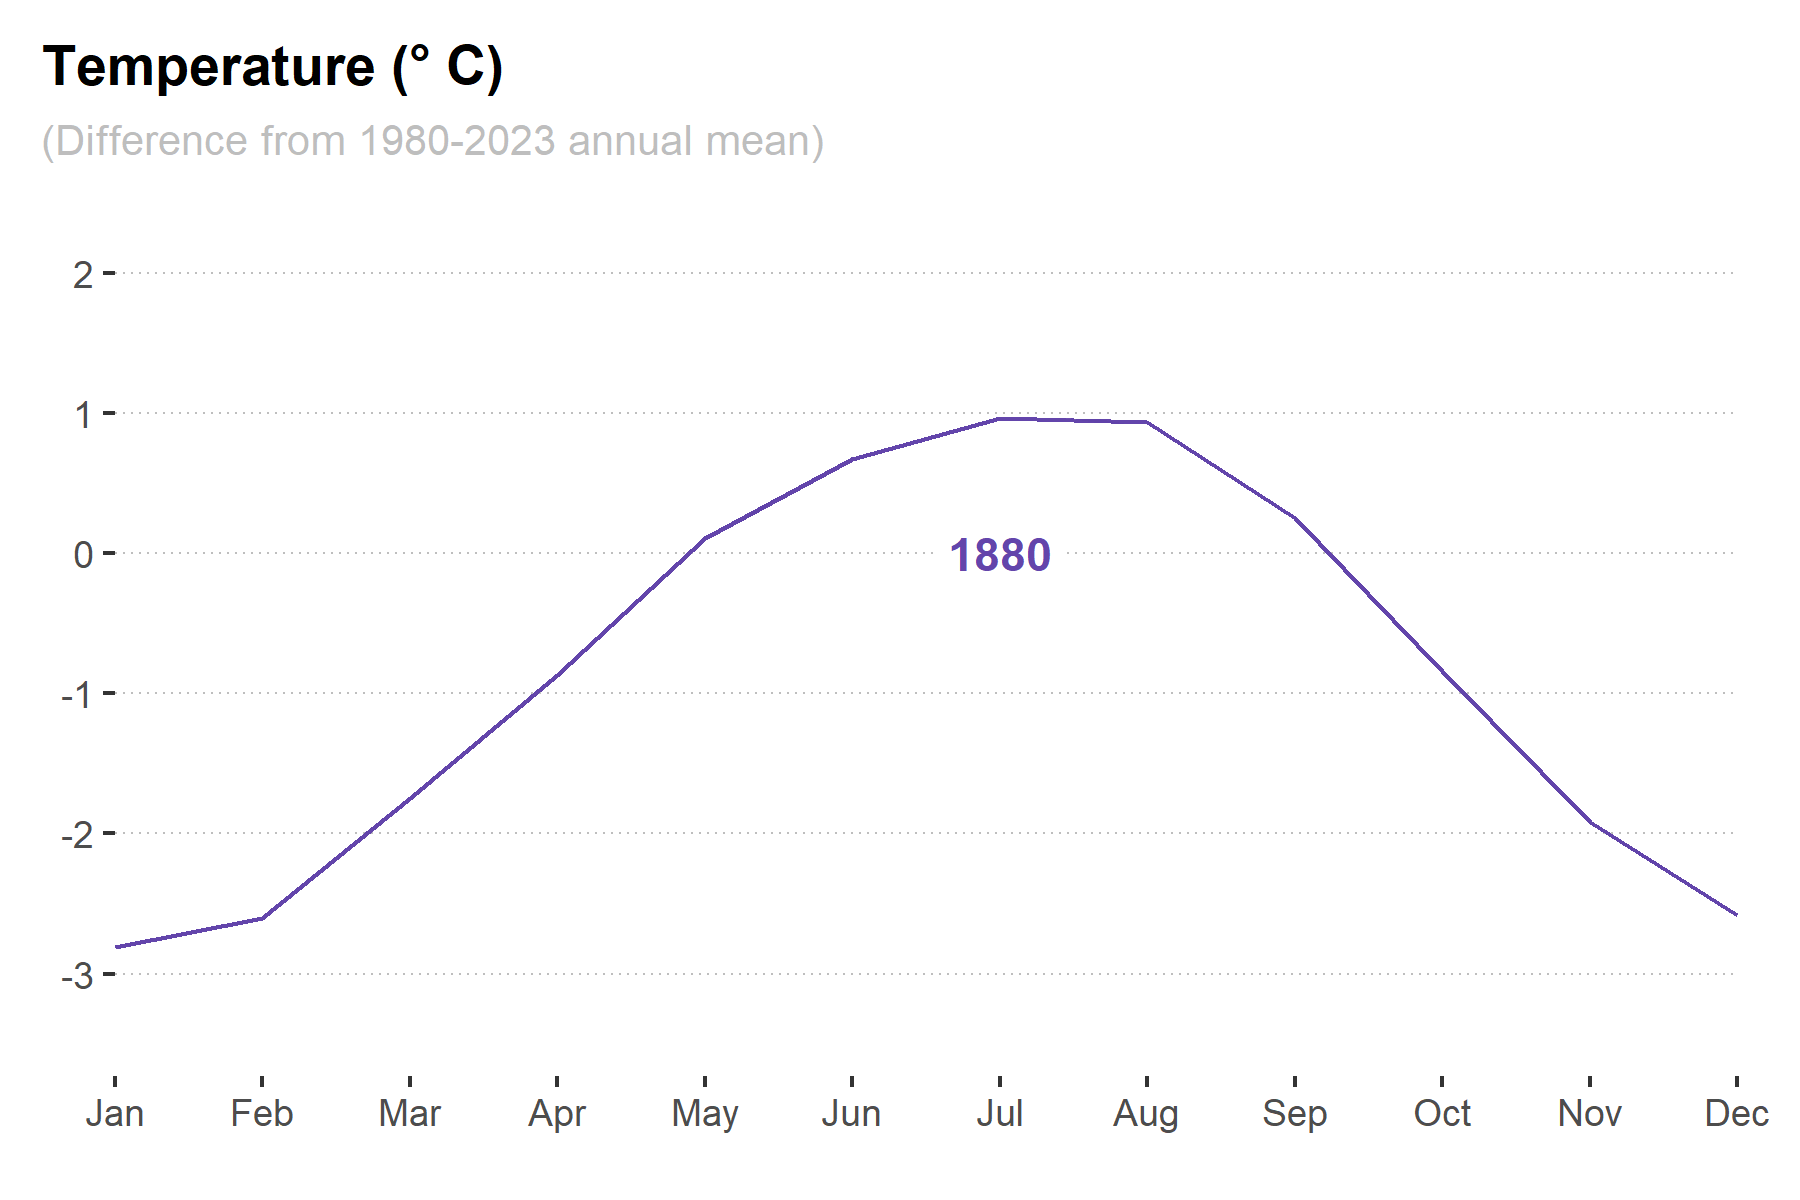 Temperature (° C)
(Difference from 1980-2023 annual mean)
2
1
0
1880
-1
-2
-3
Jan Feb Mar Apr May Jun Jul Aug Sep Oct Nov Dec